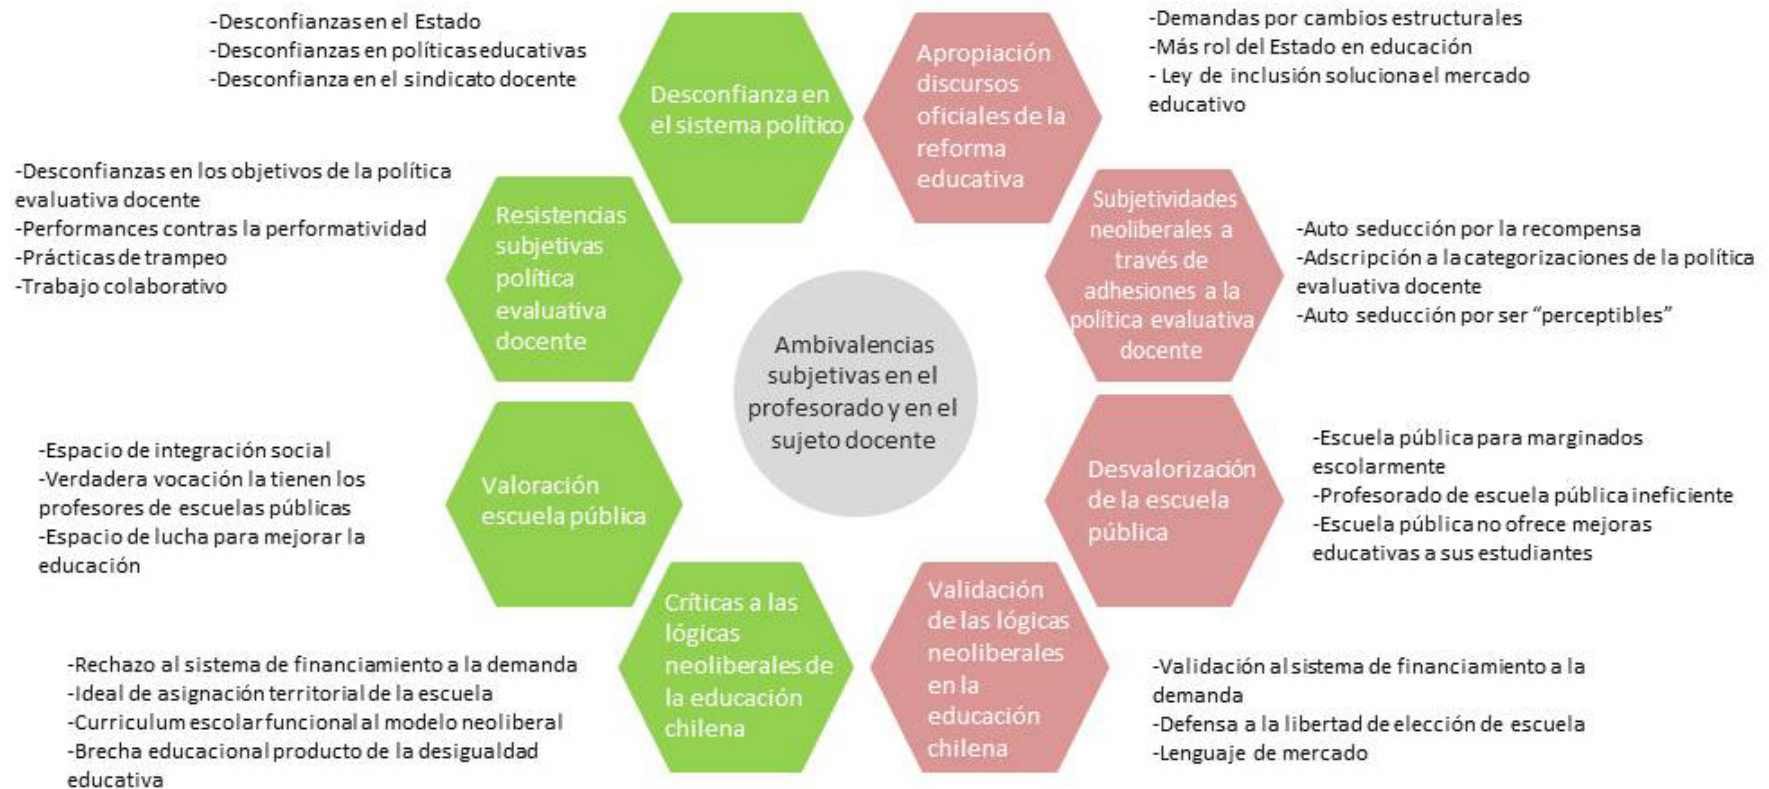 -Desconfianzas en el Estado
-Desconfianzas en políticas educativas
-Desconfianza en el sindicato docente
Desconfianza en
el sistema político
Apropiación
discursos
oficiales de la
reforma
educativa
-Demandas por cambios estructurales
-Más rol del Estado en educación
- Ley de inclusión soluciona el mercado
educativo
-Desconfianzas en los objetivos de la política
evaluativa docente
-Performances contras la performatividad
-Prácticas de trampeo
-Trabajo colaborativo
Resistencias
subjetivas
política
evaluativa
docente
Subjetividades
neoliberales a
través de
adhesiones a la
política evaluativa
docente
-Auto seducción por la recompensa
-Adscripción a la categorizaciones de la política
evaluativa docente
-Auto seducción por ser “perceptibles”
Ambivalencias
subjetivas en el
profesorado y en el
sujeto docente
-Espacio de integración social
-Verdadera vocación la tienen los
profesores de escuelas públicas
-Espacio de lucha para mejorar la
educación
Valoración
escuela pública
Desvalorización
de la escuela
pública
-Escuela pública para marginados
escolarmente
-Profesorado de escuela pública ineficiente
-Escuela pública no ofrece mejoras
educativas a sus estudiantes
Críticas a las
lógicas
neoliberales de
la educación
chilena
Validación
de las lógicas
neoliberales
en la
educación
chilena
-Rechazo al sistema de financiamiento a la demanda
-Ideal de asignación territorial de la escuela
-Curriculum escolar funcional al modelo neoliberal
-Brecha educacional producto de la desigualdad
educativa
-Validación al sistema de financiamiento a la
demanda
-Defensa a la libertad de elección de escuela
-Lenguaje de mercado